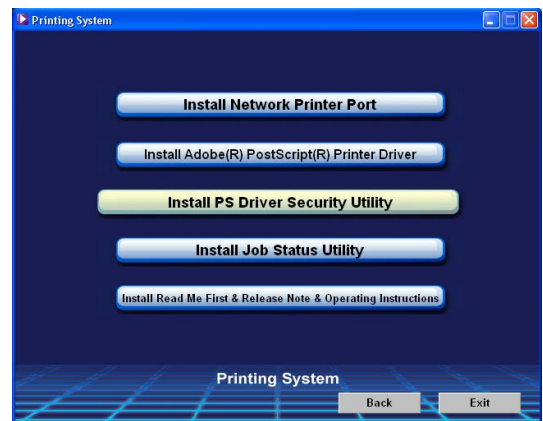 Printing System
Install Network Printer Port
Install Adobe(R) PostScript(R) Printer Driver
Install PS Driver Security Utility
Install Job Status Utility
Install Read Me First & Release Note & Operating Instructions
Printing System
Back Exit